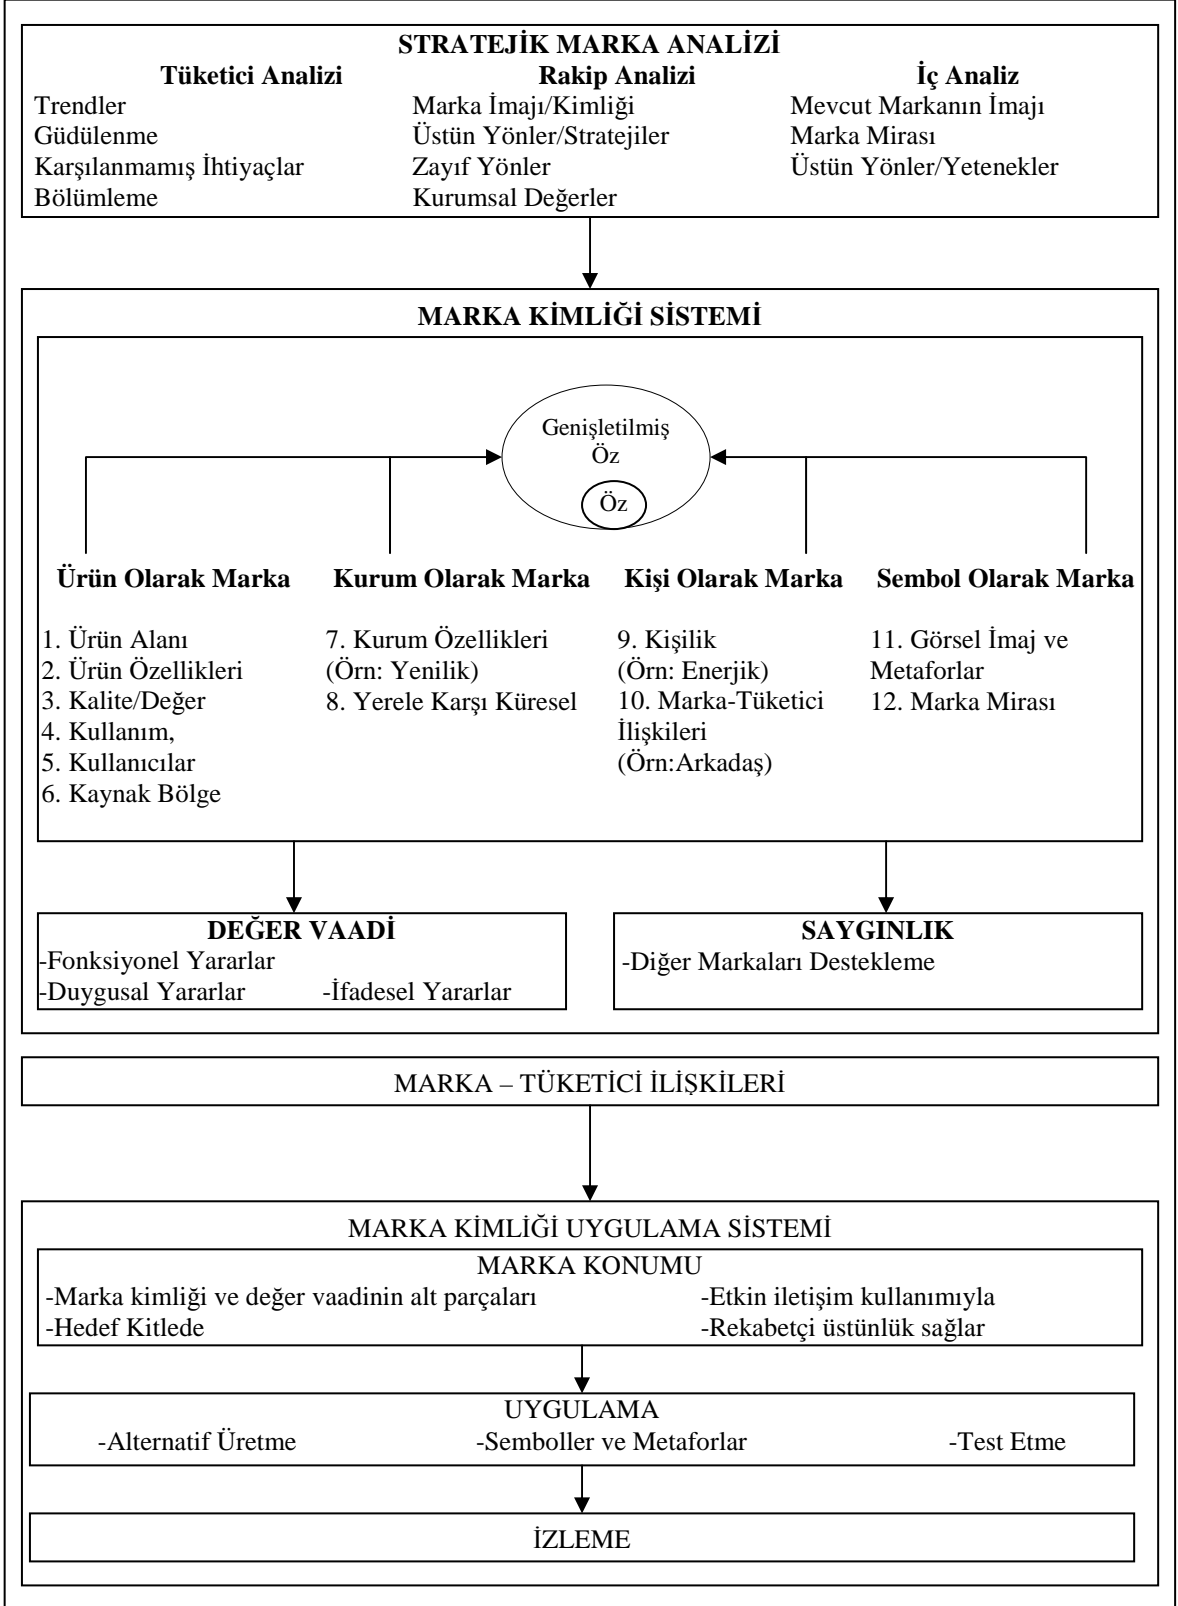 STRATEJİK MARKA ANALİZİ
Tüketici Analizi
Trendler
Güdülenme
Karşılanmamış İhtiyaçlar
Bölümleme
Rakip Analizi
Marka İmajı/Kimliği
Üstün Yönler/Stratejiler
Zayıf Yönler
Kurumsal Değerler
İç Analiz
Mevcut Markanın İmajı
Marka Mirası
Üstün Yönler/Yetenekler
MARKA KİMLİĞİ SİSTEMİ
Genişletilmiş
Öz
Öz
Ürün Olarak Marka
1. Ürün Alanı
2. Ürün Özellikleri
3. Kalite/Değer
4. Kullanım,
5. Kullanıcılar
6. Kaynak Bölge
Kurum Olarak Marka
7. Kurum Özellikleri
(Örn: Yenilik)
8. Yerele Karşı Küresel
Kişi Olarak Marka
9. Kişilik
(Örn: Enerjik)
10. Marka-Tüketici
İlişkileri
(Örn:Arkadaş)
Sembol Olarak Marka
11. Görsel İmaj ve
Metaforlar
12. Marka Mirası
DEĞER VAADİ
-Fonksiyonel Yararlar
-Duygusal Yararlar -İfadesel Yararlar
SAYGINLIK
-Diğer Markaları Destekleme
MARKA – TÜKETİCİ İLİŞKİLERİ
MARKA KİMLİĞİ UYGULAMA SİSTEMİ
MARKA KONUMU
-Marka kimliği ve değer vaadinin alt parçaları
-Hedef Kitlede
-Etkin iletişim kullanımıyla
-Rekabetçi üstünlük sağlar
UYGULAMA
-Alternatif Üretme -Semboller ve Metaforlar -Test Etme
İZLEME